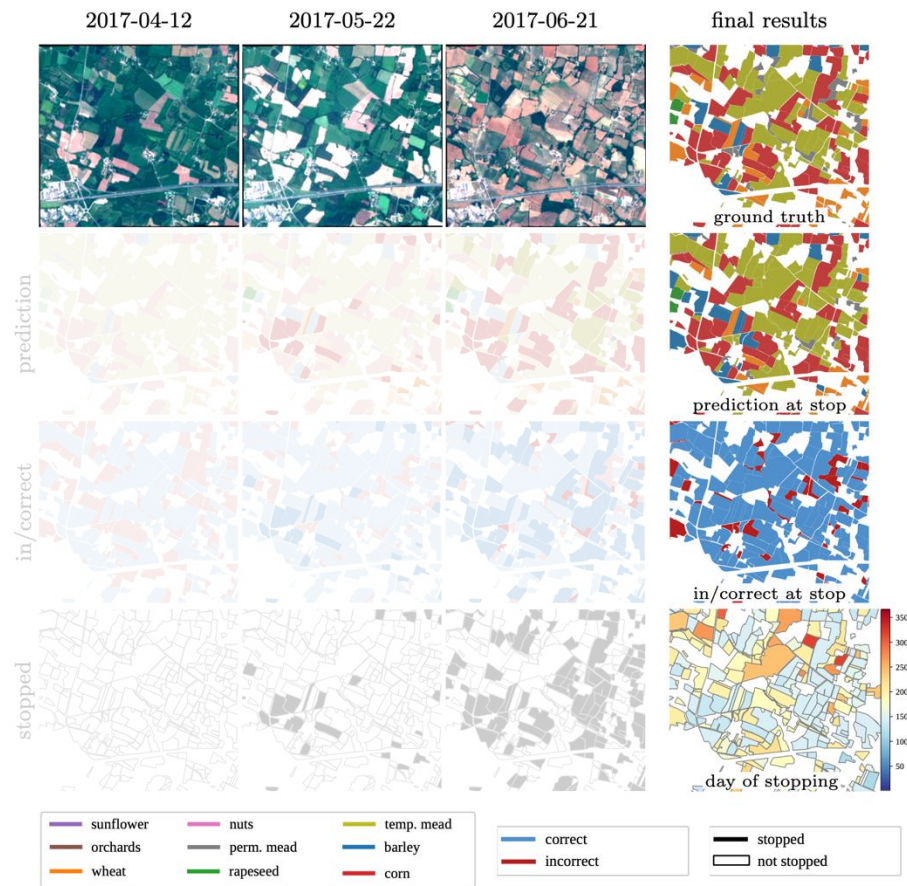 2017-04-12 2017-05-22 2017-06-21 final results
ground truth
prediction
prediction at stop
in/correct
in/correct at stop
stopped
350
300
250
200
150
100
50
day of stopping
sunflower nuts temp. mead correct stopped
orchards perm. mead barley incorrect not stopped
wheat rapeseed corn